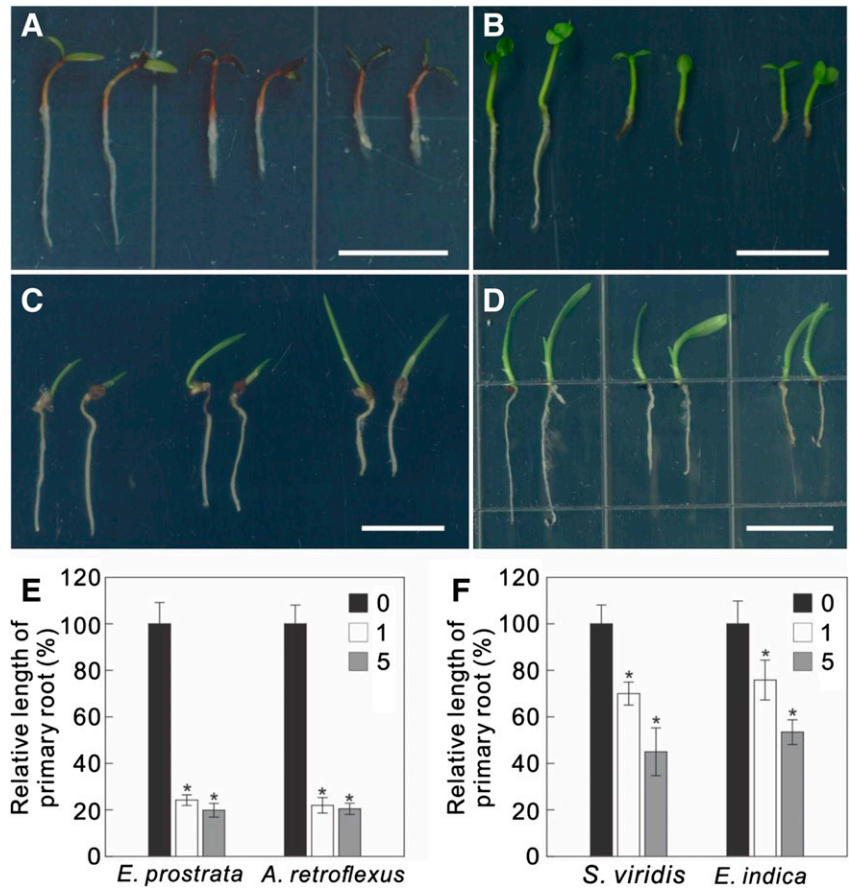 A
B
C
D
E
Relative length of
primary root (%)
120
100
80
60
40
20
0
0
1
5
*
*
*
*
E. prostrata
A. retroflexus
F
Relative length of
primary root (%)
120
100
80
60
40
20
0
0
1
5
*
*
*
*
S. viridis
E. indica